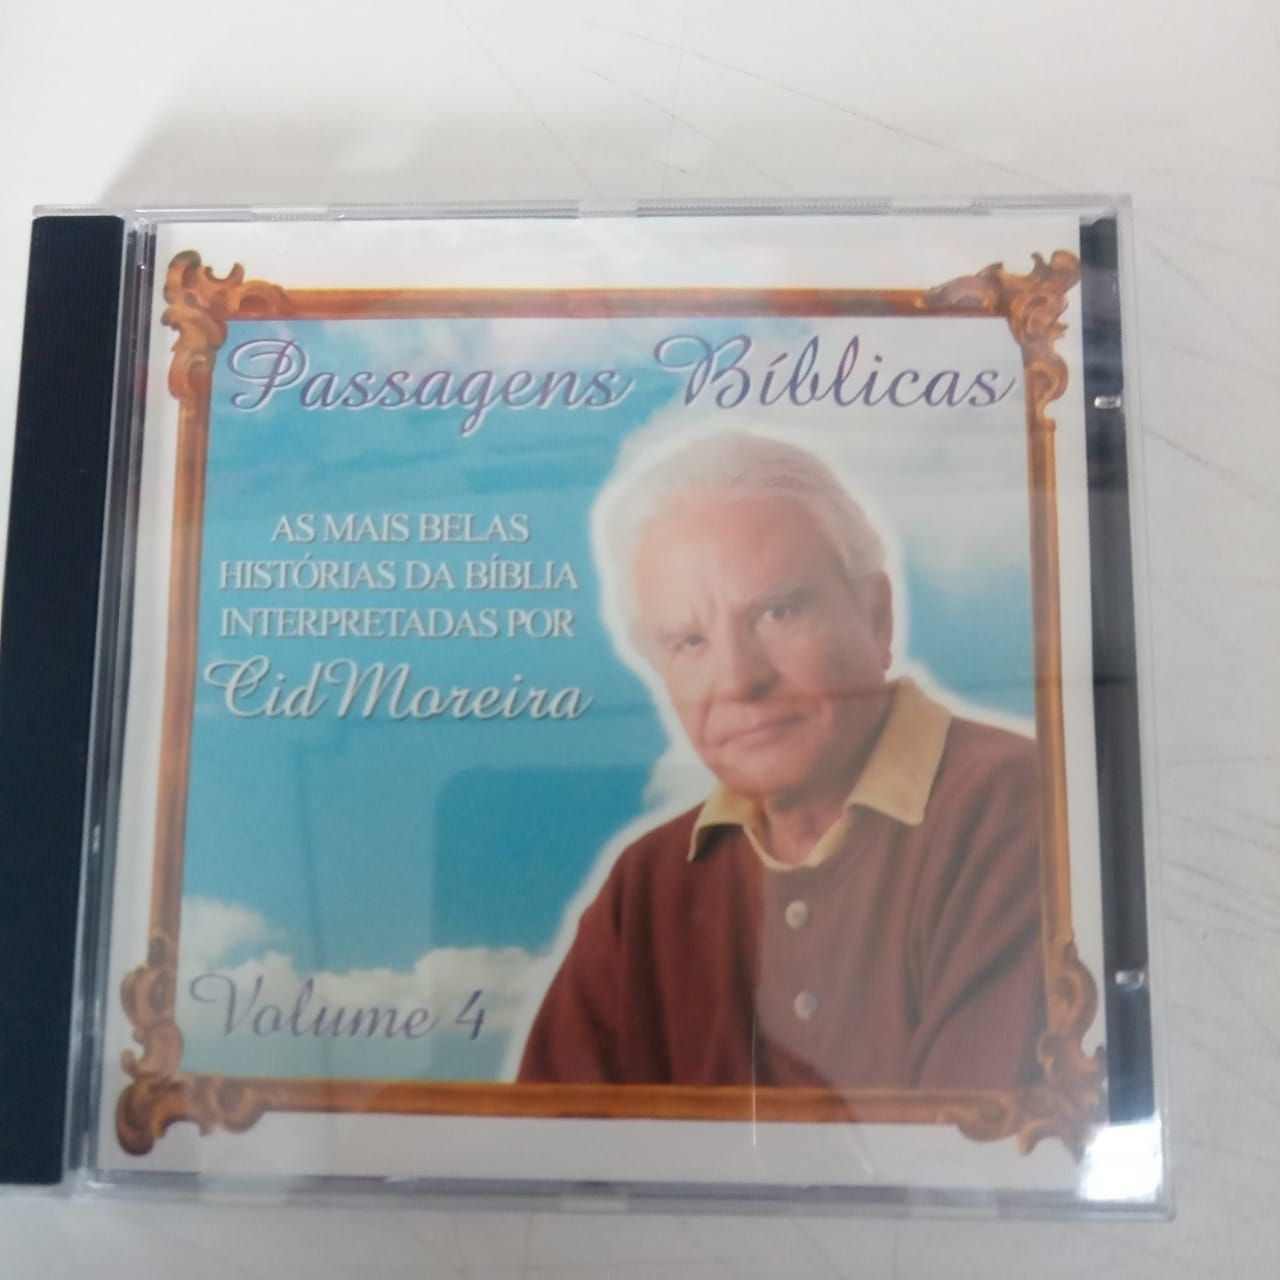 Passagens Bíblicas
AS MAIS BELAS
HISTÓRIAS DA BÍBLIA
INTERPRETADAS POR
Cid Moreira
Volume 4